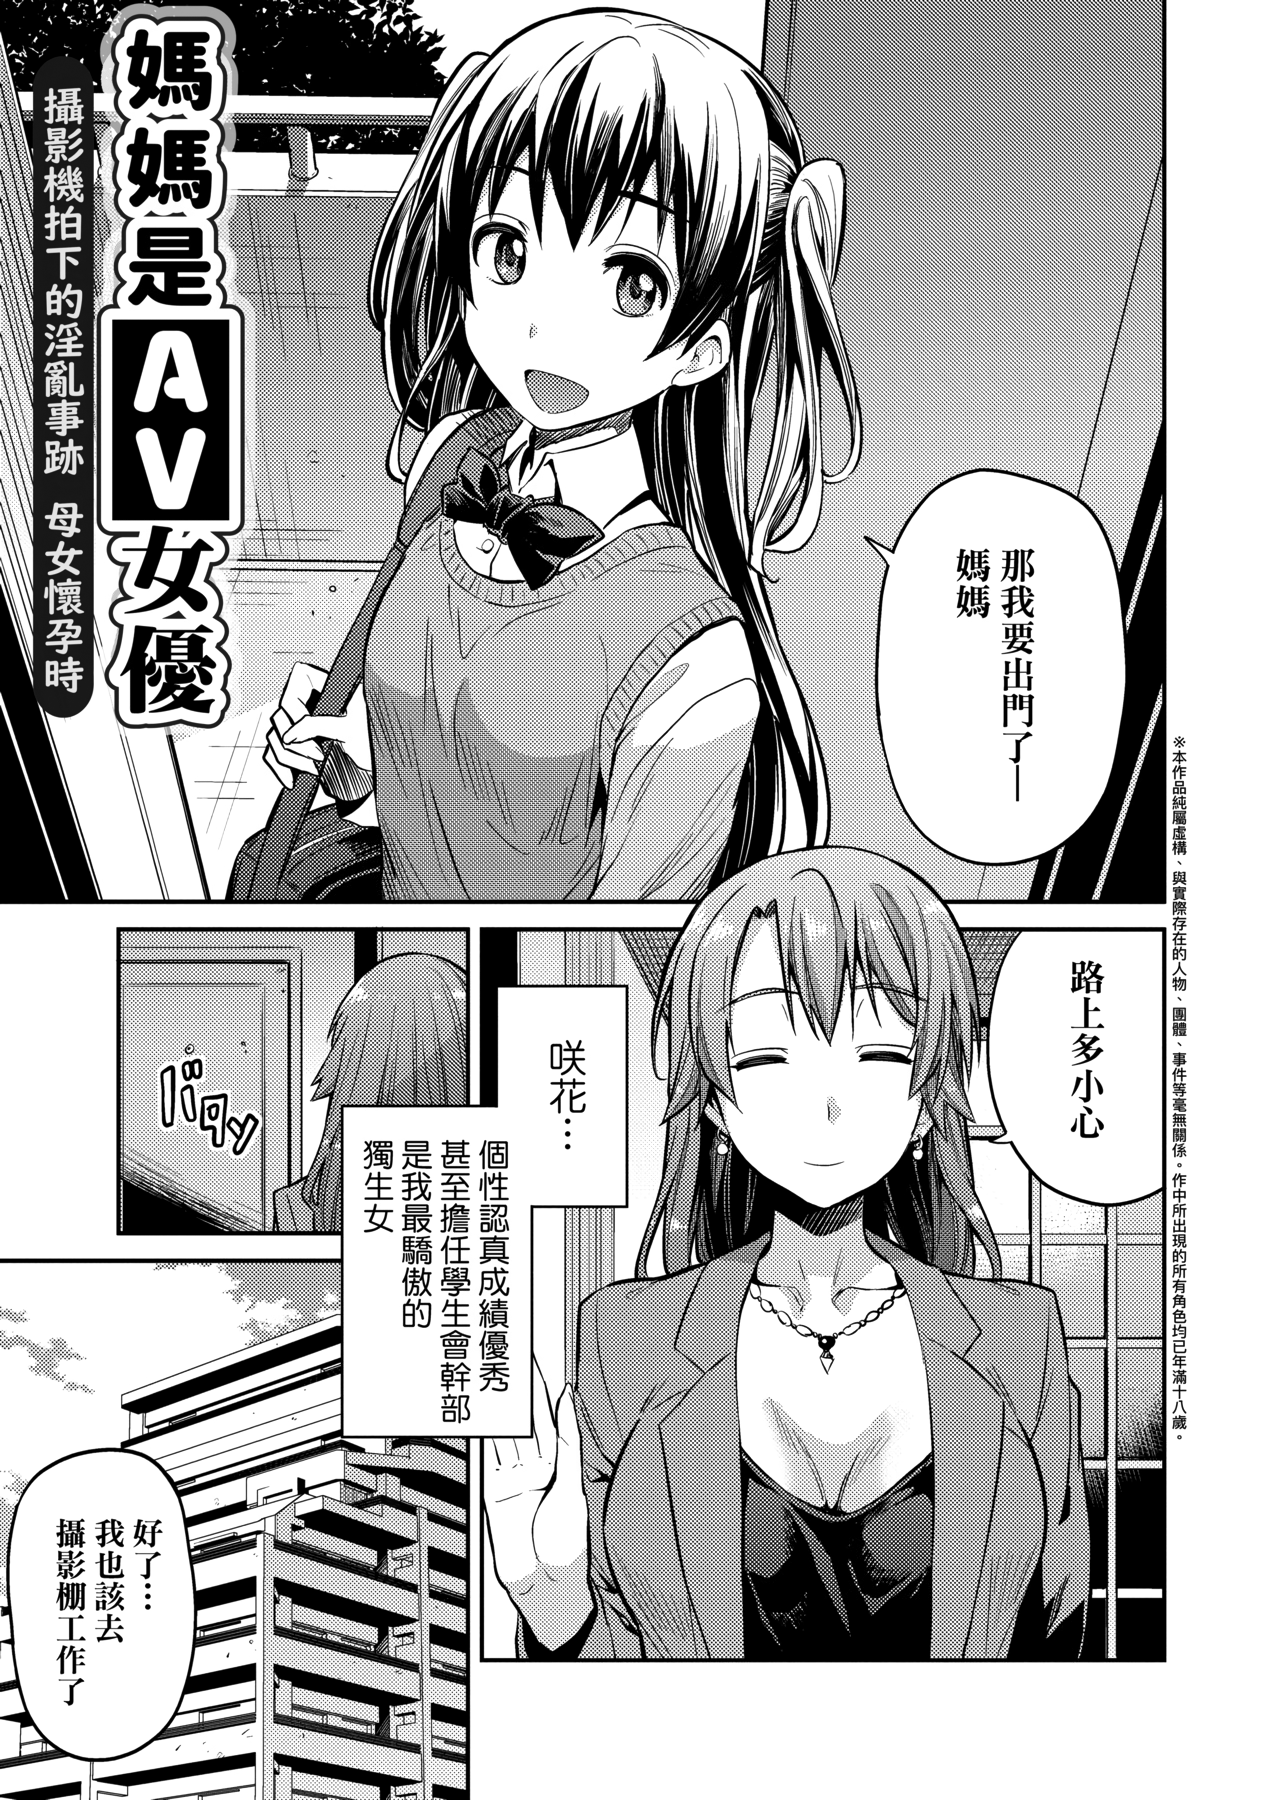 媽媽是AV女優
攝影機拍下的淫亂事跡 母女懷孕時
那我要出門了—
媽媽
※本作品純屬虛構、與實際存在的人物、團體、事件等毫無關係。作中所出現的所有角色均已年滿十八歲。
路上多小心
咲花…
個性認真成績優秀
甚至擔任學生會幹部
是我最驕傲的
獨生女
バタン
好了…
我也該去
攝影棚工作了